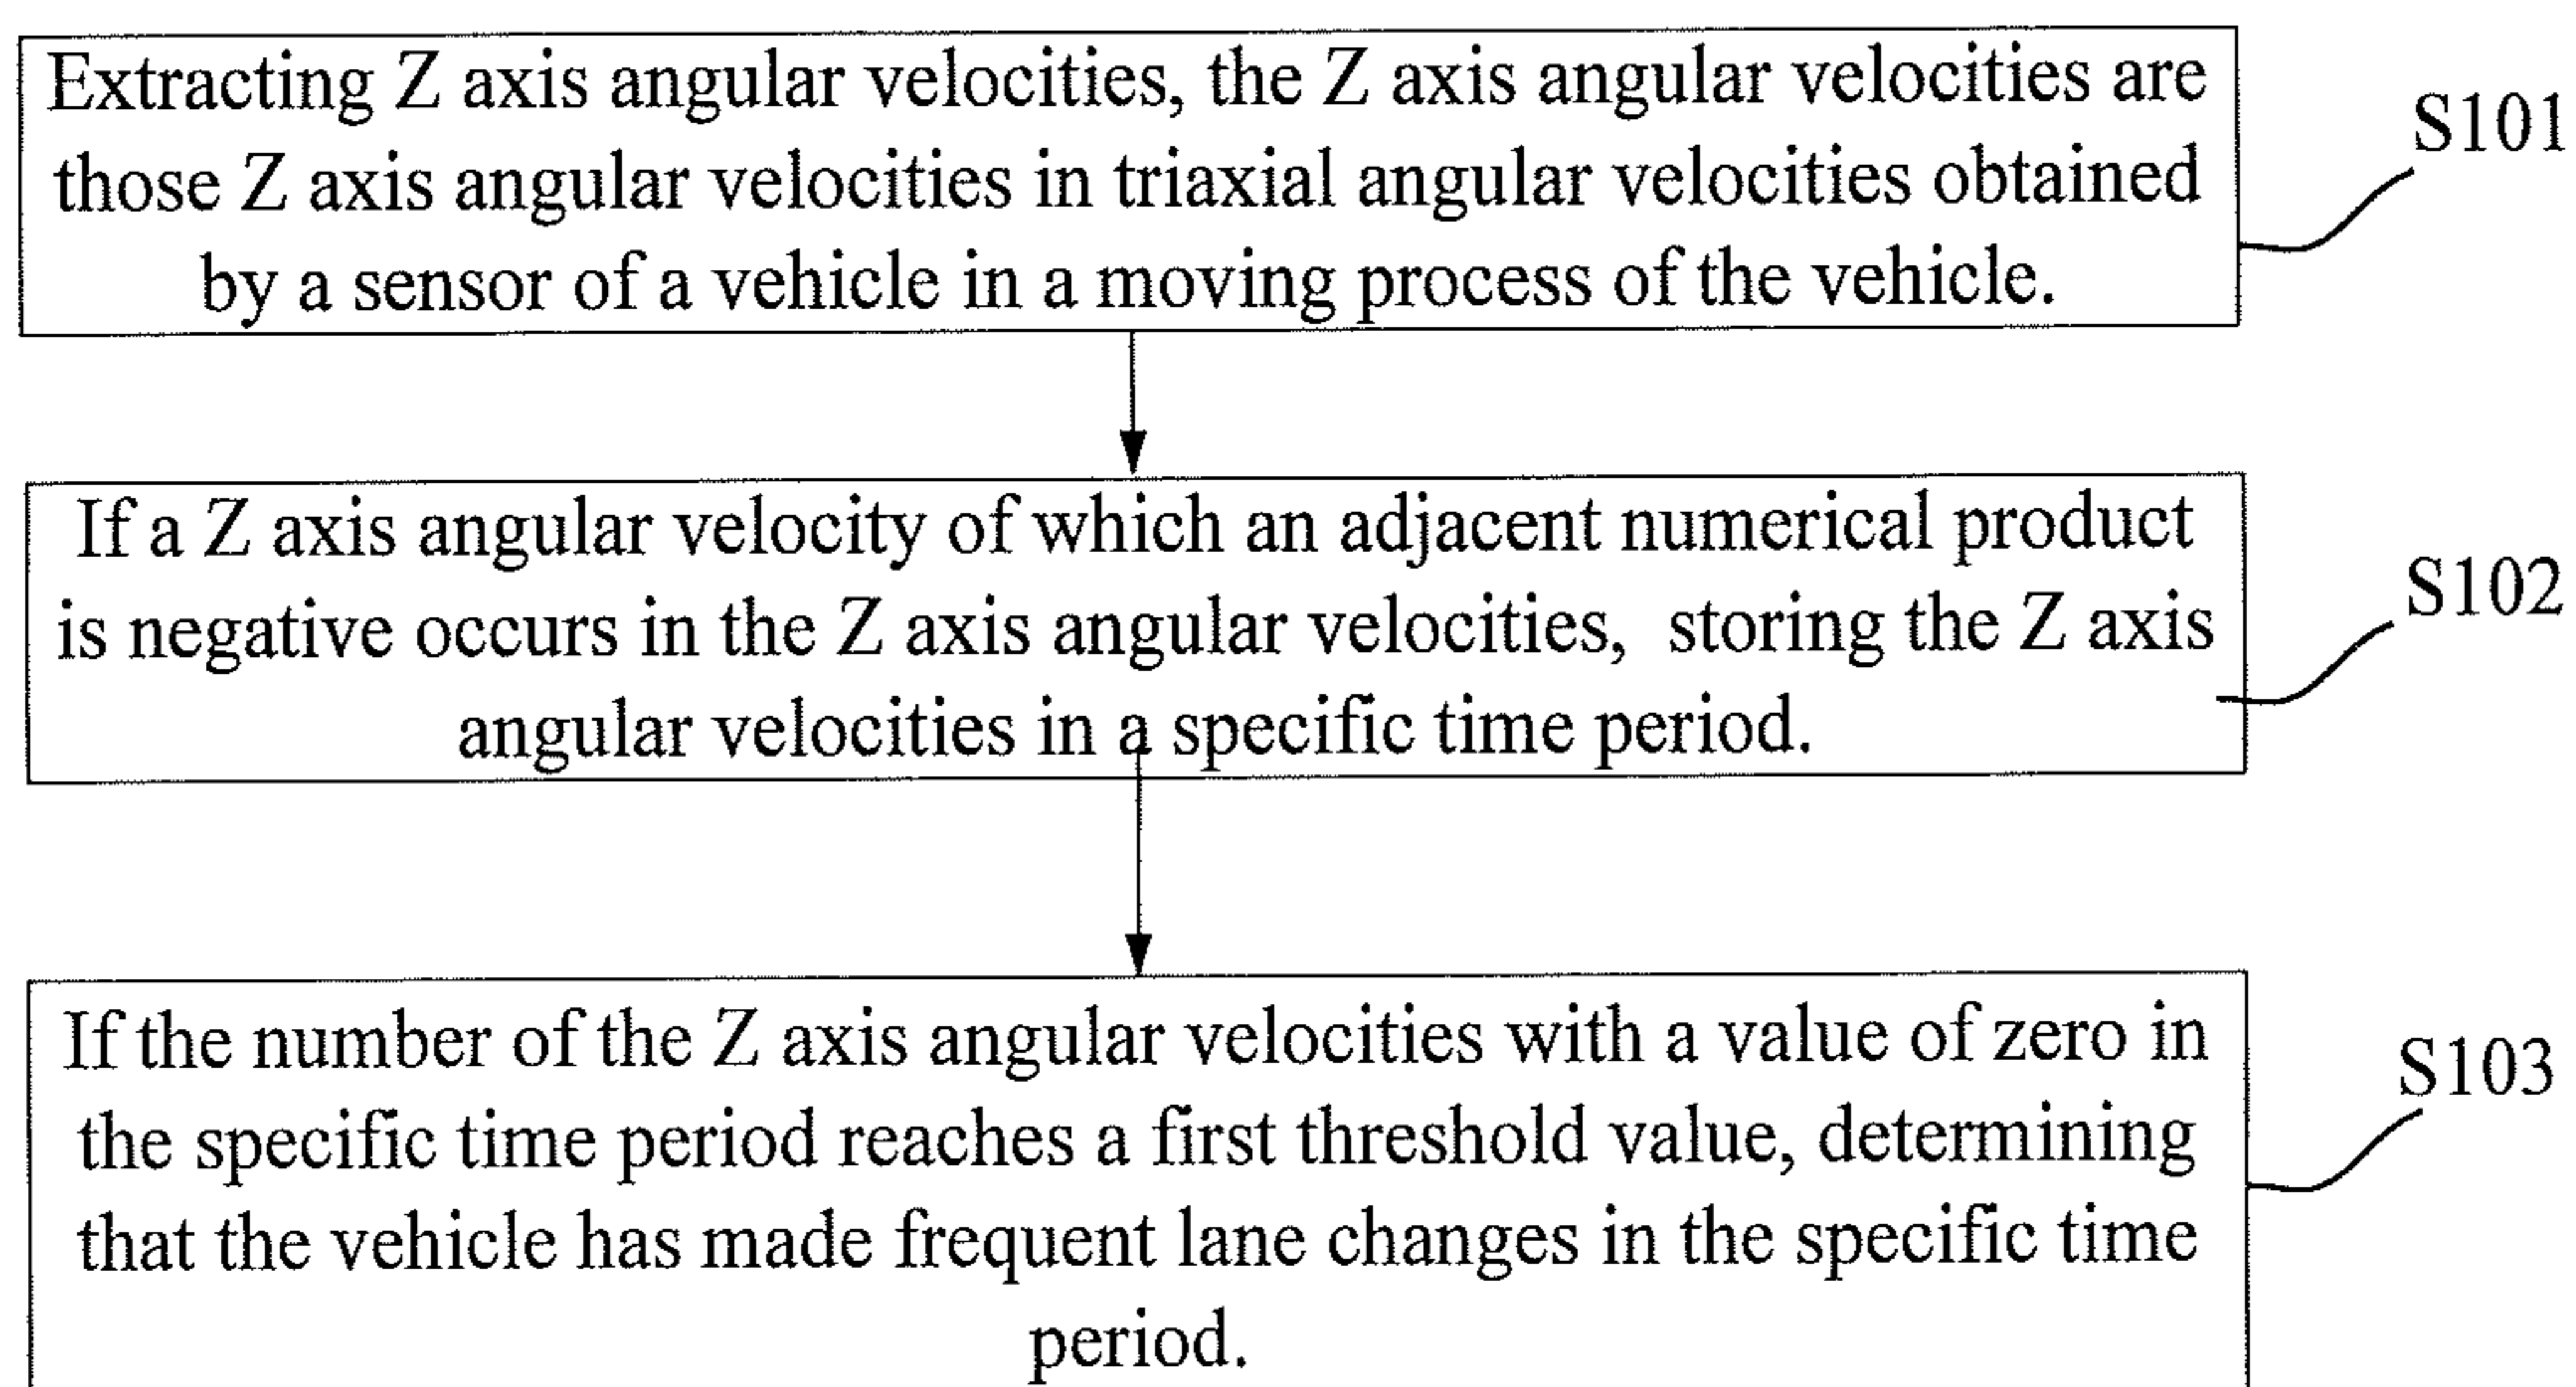 Extracting Z axis angular velocities, the Z axis angular velocities are
those Z axis angular velocities in triaxial angular velocities obtained
by a sensor of a vehicle in a moving process of the vehicle.
S101
If a Z axis angular velocity of which an adjacent numerical product
is negative occurs in the Z axis angular velocities, storing the Z axis
angular velocities in a specific time period.
S102
If the number of the Z axis angular velocities with a value of zero in
the specific time period reaches a first threshold value, determining
that the vehicle has made frequent lane changes in the specific time
period.
S103